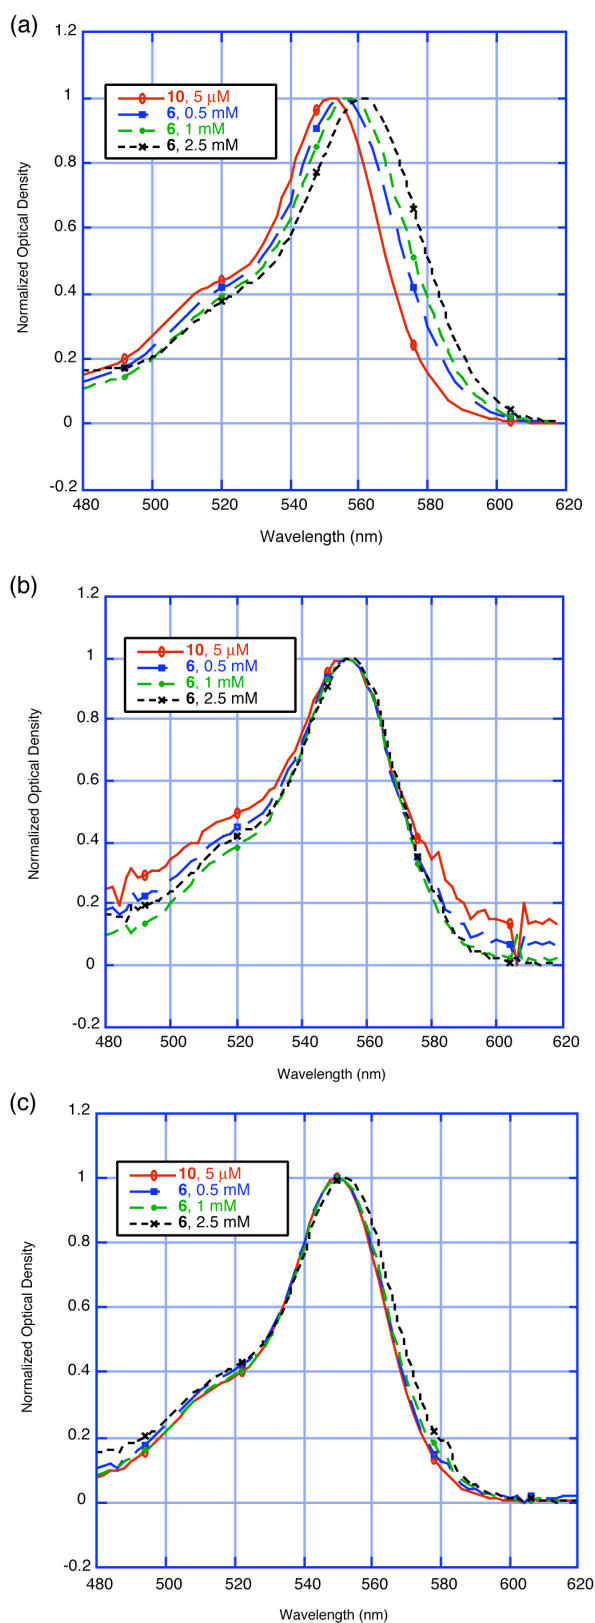 (a)
1.2
1
0.8
0.6
0.4
0.2
0
-0.2
Normalized Optical Density
10, 5 μM
6, 0.5 mM
6, 1 mM
6, 2.5 mM
480 500 520 540 560 580 600 620
Wavelength (nm)
(b)
1.2
1
0.8
0.6
0.4
0.2
0
-0.2
Normalized Optical Density
10, 5 μM
6, 0.5 mM
6, 1 mM
6, 2.5 mM
480 500 520 540 560 580 600 620
Wavelength (nm)
(c)
1.2
1
0.8
0.6
0.4
0.2
0
-0.2
Normalized Optical Density
10, 5 μM
6, 0.5 mM
6, 1 mM
6, 2.5 mM
480 500 520 540 560 580 600 620
Wavelength (nm)